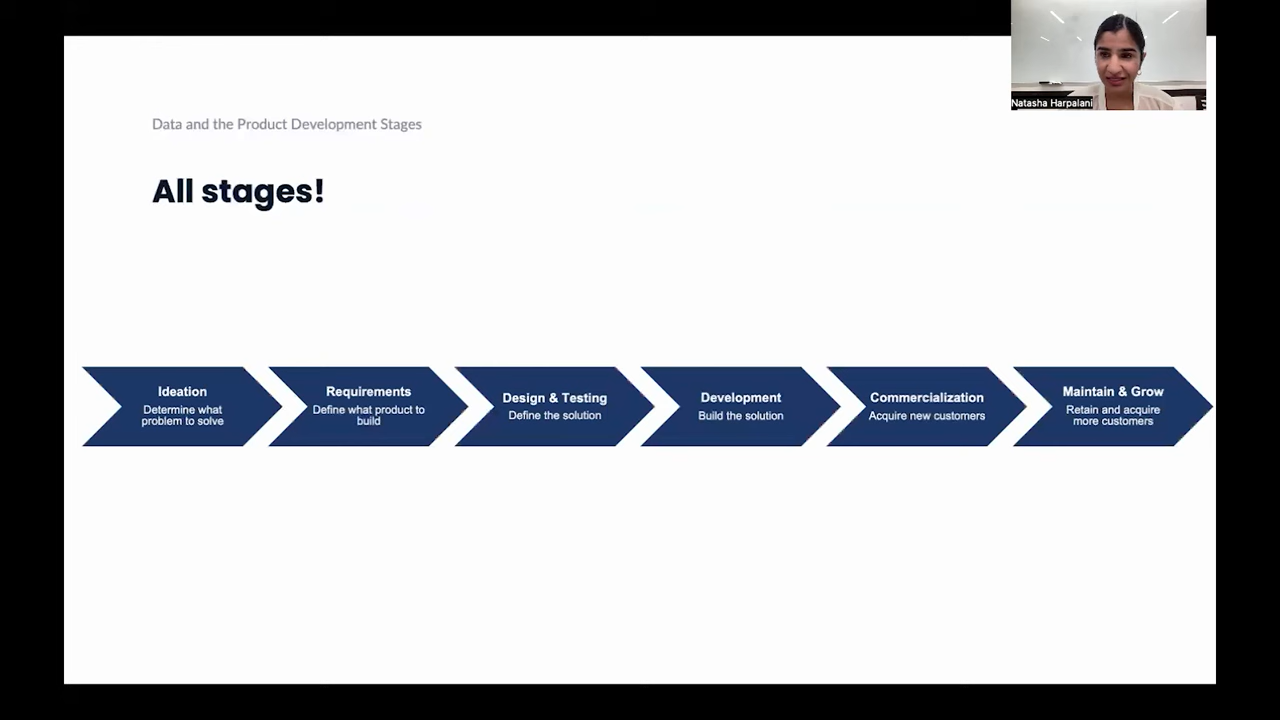 Natasha Harpalani
Data and the Product Development Stages
All stages!
Ideation
Determine what
problem to solve
Requirements
Define what product to
build
Design & Testing
Define the solution
Development
Build the solution
Commercialization
Acquire new customers
Maintain & Grow
Retain and acquire
more customers